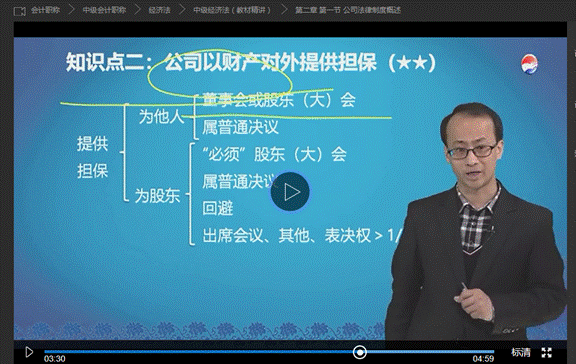 会计职称 > 中级会计职称 > 经济法 > 中级经济法（教材精讲） > 第二章 第一节 公司法律制度概述
知识点二：公司以财产对外提供担保（★★）
提供
担保
为他人
董事会或股东（大）会
属普通决议
为股东
“必须”股东（大）会
属普通决议
回避
出席会议、其他、表决权>1/
03:30
04:59
标清